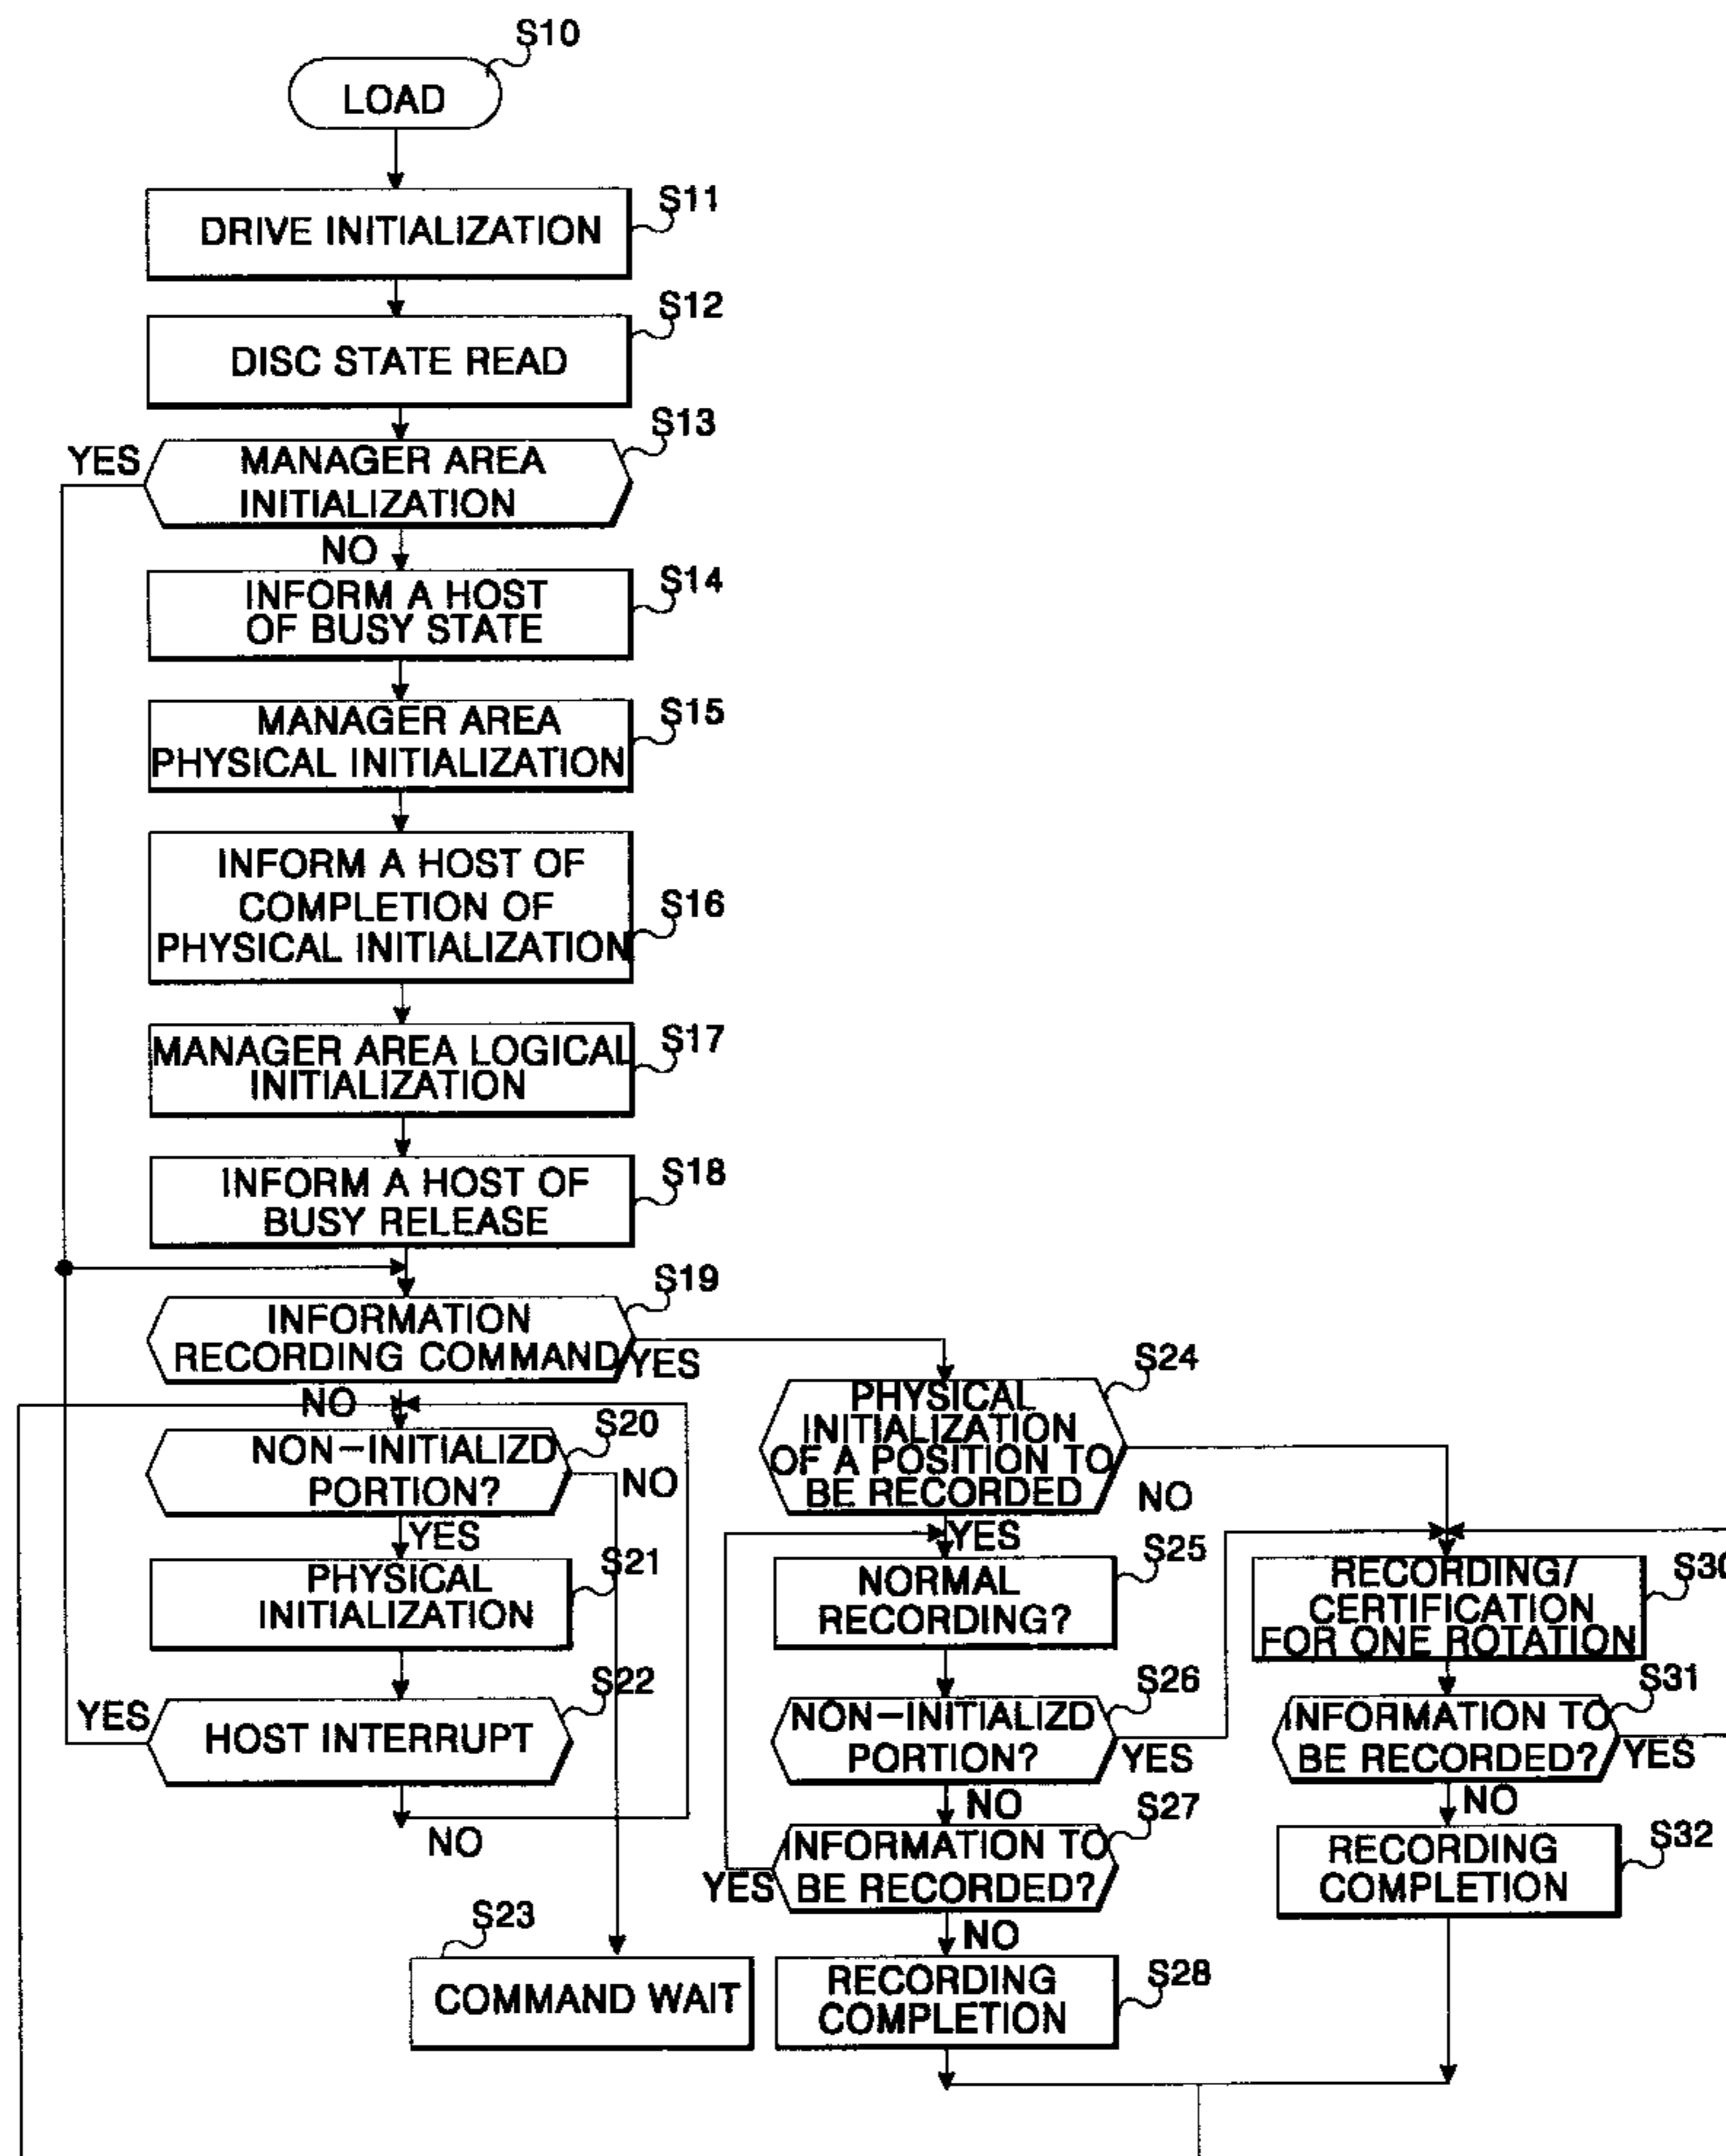 S10
LOAD
S11
DRIVE INITIALIZATION
S12
DISC STATE READ
S13
YES
MANAGER AREA
INITIALIZATION
NO
S14
INFORM A HOST
OF BUSY STATE
S15
MANAGER AREA
PHYSICAL INITIALIZATION
S16
INFORM A HOST OF
COMPLETION OF
PHYSICAL INITIALIZATION
S17
MANAGER AREA LOGICAL
INITIALIZATION
S18
INFORM A HOST OF
BUSY RELEASE
S19
INFORMATION
RECORDING COMMAND
YES
NO
S20
NON-INITIALIZD
PORTION?
NO
YES
S21
PHYSICAL
INITIALIZATION
S22
YES
HOST INTERRUPT
NO
S23
COMMAND WAIT
S24
PHYSICAL
INITIALIZATION
OF A POSITION TO
BE RECORDED
NO
YES
S25
NORMAL
RECORDING?
S26
NON-INITIALIZD
PORTION?
YES
NO
S27
INFORMATION TO
BE RECORDED?
YES
NO
S28
RECORDING
COMPLETION
S30
RECORDING/
CERTIFICATION
FOR ONE ROTATION
S31
INFORMATION TO
BE RECORDED?
YES
NO
S32
RECORDING
COMPLETION